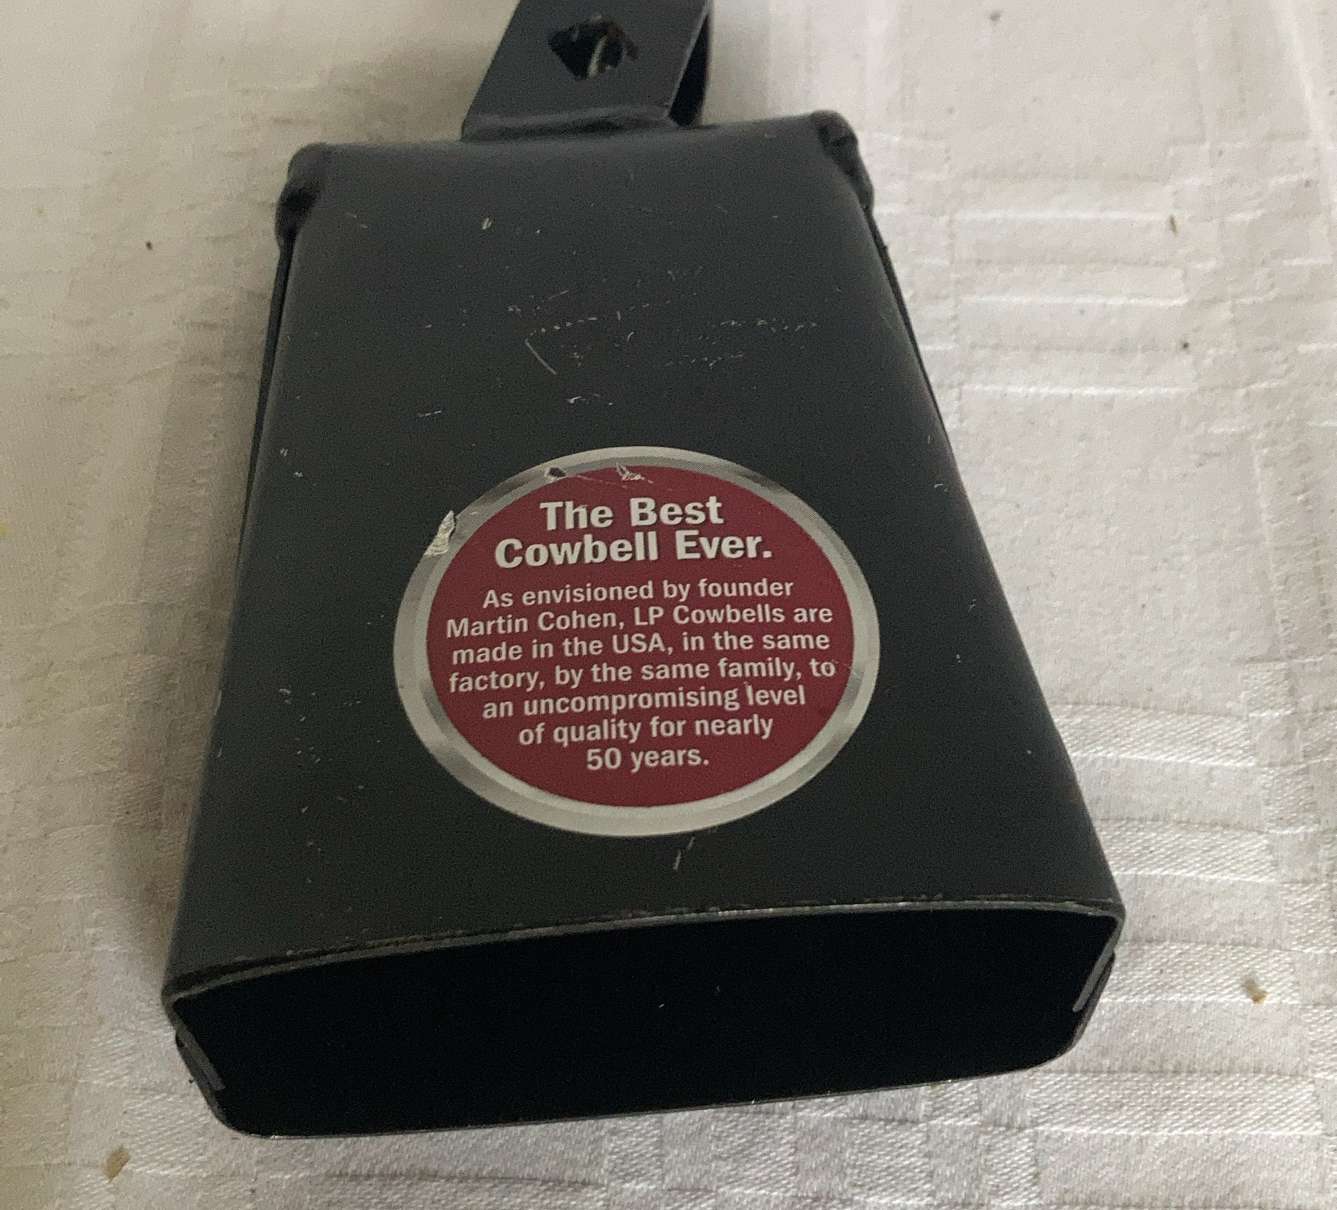 The Best
Cowbell Ever.
As envisioned by founder
Martin Cohen, LP Cowbells are
made in the USA, in the same
factory, by the same family, to
an uncompromising level
of quality for nearly
50 years.